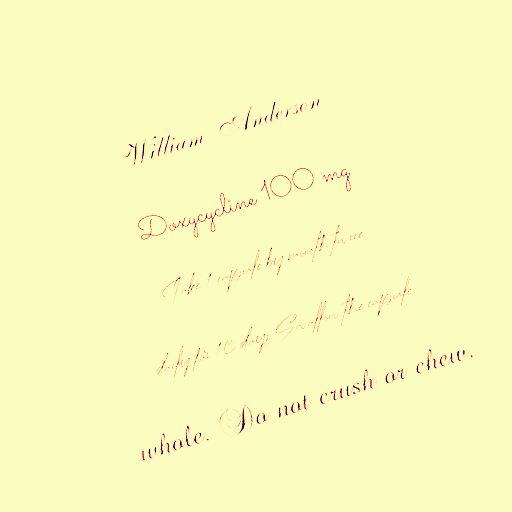 William Anderson
Doxycycline 100 mg
Take 1 capsule by mouth twice
daily for 10 days. Swallow the capsule
whole. Do not crush or chew.